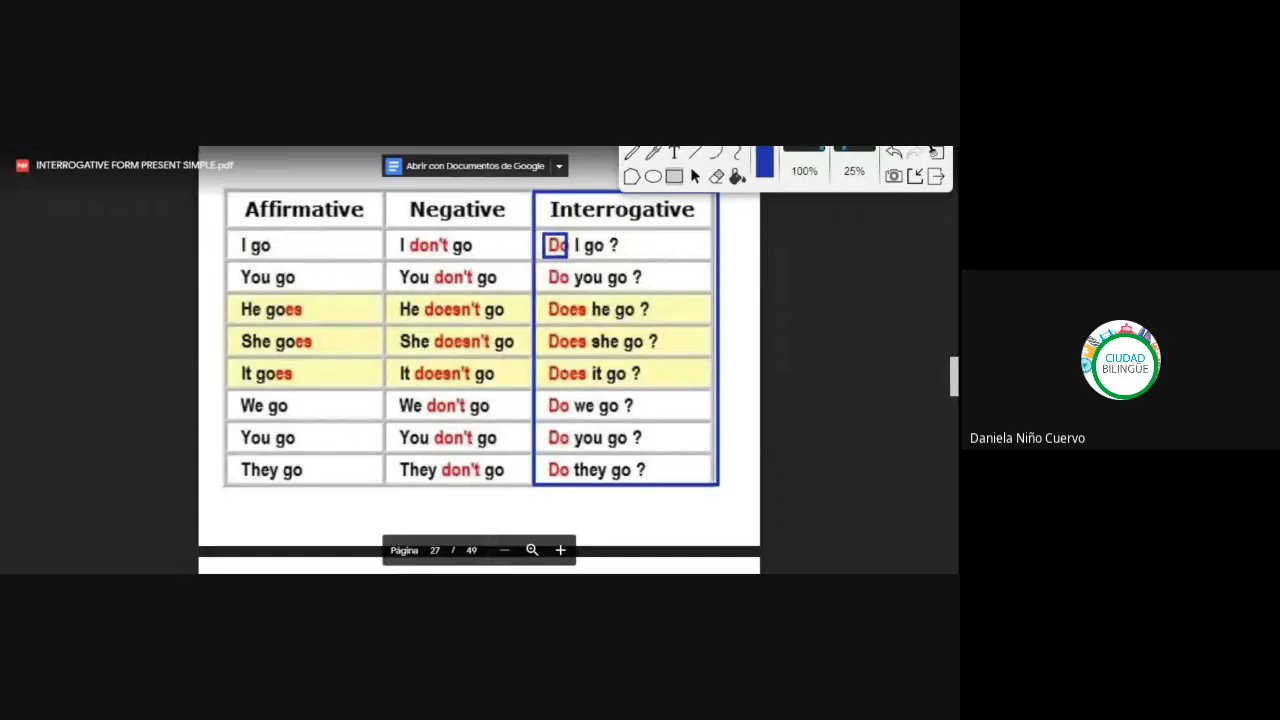 INTERROGATIVE FORM PRESENT SIMPLE.pdf
Abrir con Documentos de Google
100%
25%
Affirmative Negative Interrogative
I go I don't go Do I go ?
You go You don't go Do you go ?
He goes He doesn't go Does he go ?
She goes She doesn't go Does she go ?
It goes It doesn't go Does it go ?
We go We don't go Do we go ?
You go You don't go Do you go ?
They go They don't go Do they go ?
Página 27 / 49
CIUDAD
BILINGÜE
Daniela Niño Cuervo